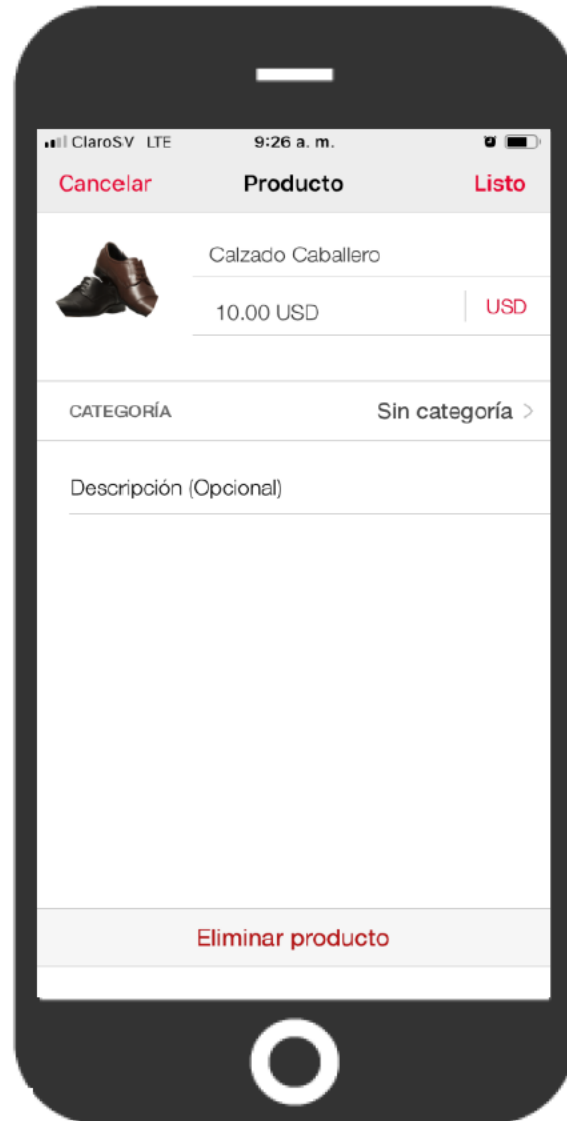 ClaroSV LTE 9:26 a. m.
Cancelar Producto Listo
Calzado Caballero
10.00 USD USD
CATEGORÍA Sin categoría >
Descripción (Opcional)
Eliminar producto